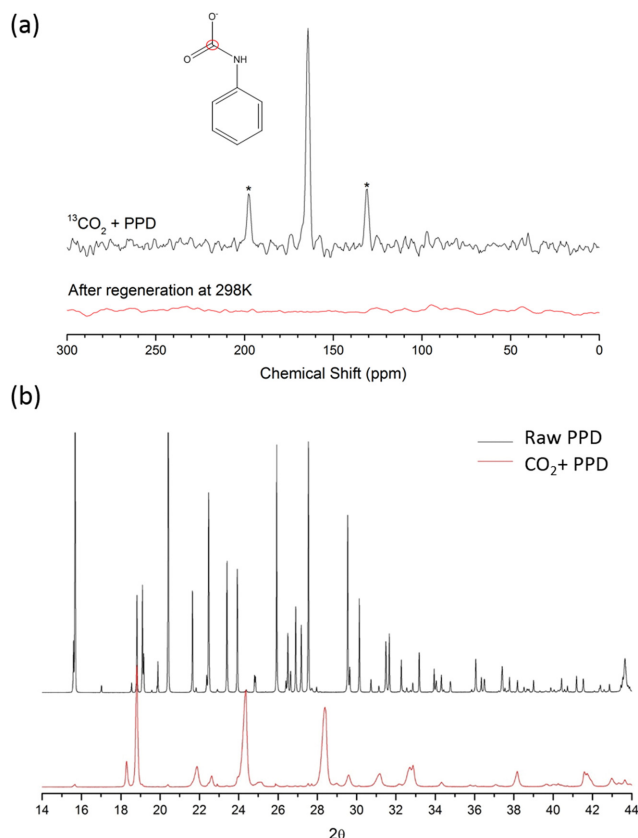 (a)
O-
O
NH
*
*
13CO2 + PPD
After regeneration at 298K
300 250 200 150 100 50 0
Chemical Shift (ppm)
(b)
Raw PPD
CO2+ PPD
14 16 18 20 22 24 26 28 30 32 34 36 38 40 42 44
2θ